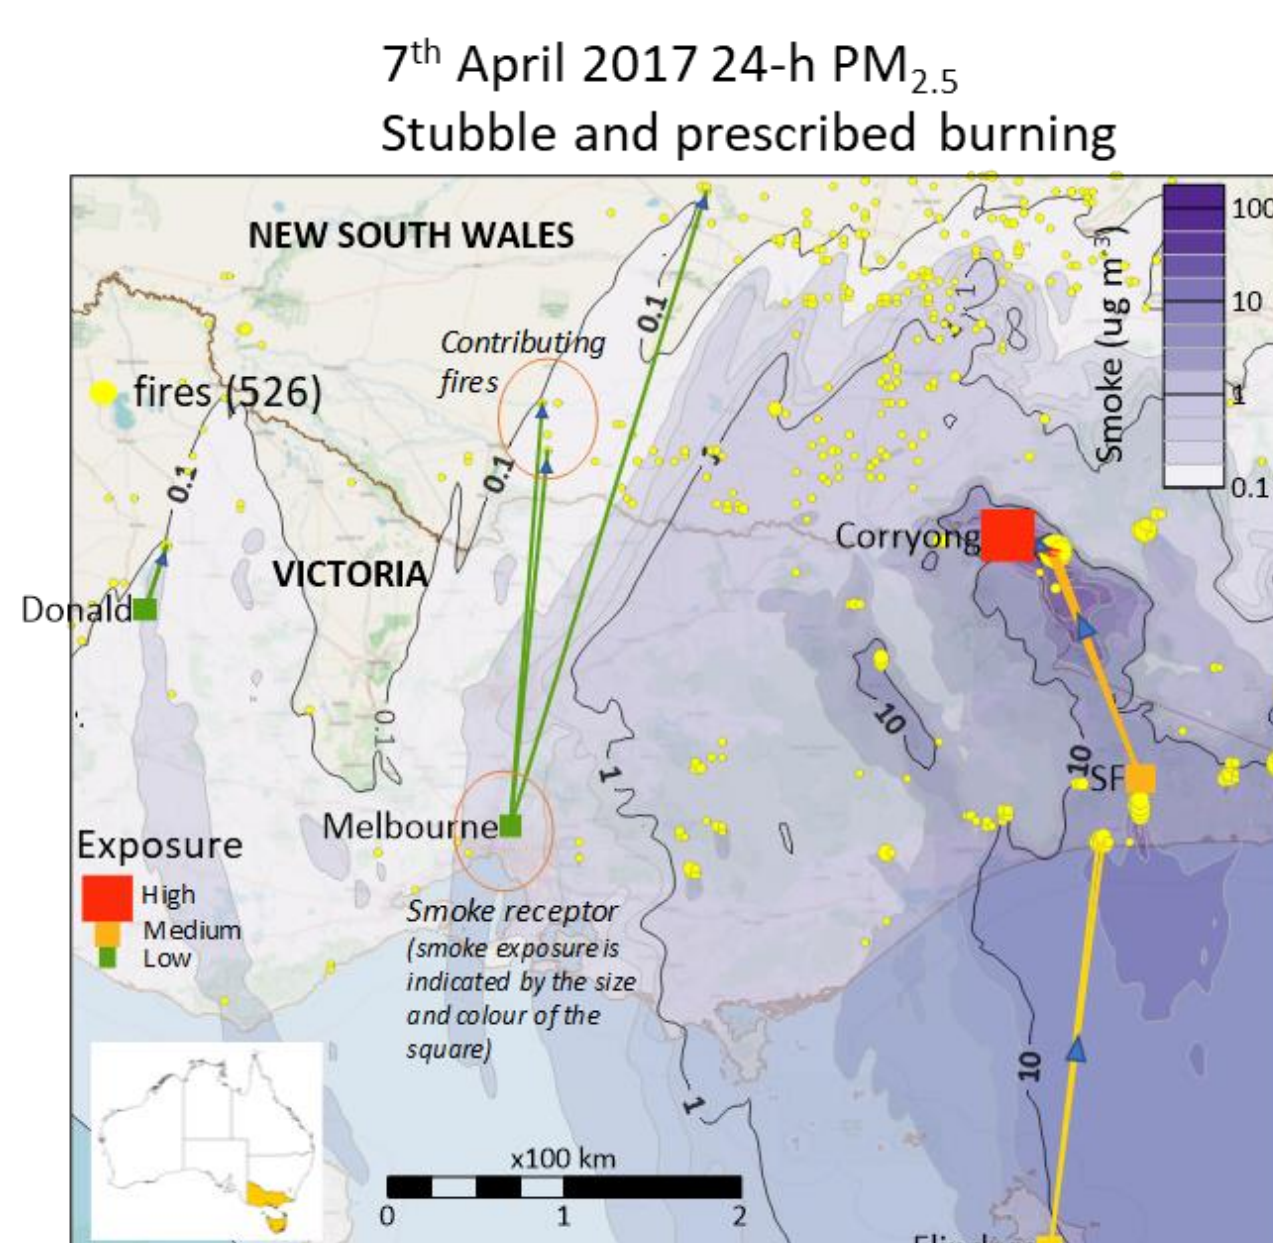 7th April 2017 24-h PM2.5
Stubble and prescribed burning
NEW SOUTH WALES
100
Smoke (ug m-3)
10
1
0.1
0.1
1
Contributing
fires
fires (526)
0.1
0.1
1
Corryong
VICTORIA
Donald
10
0.1
1
10
SF
Melbourne
Exposure
High
Medium
Low
Smoke receptor
(smoke exposure is
indicated by the size
and colour of the
square)
10
1
x100 km
0 1 2